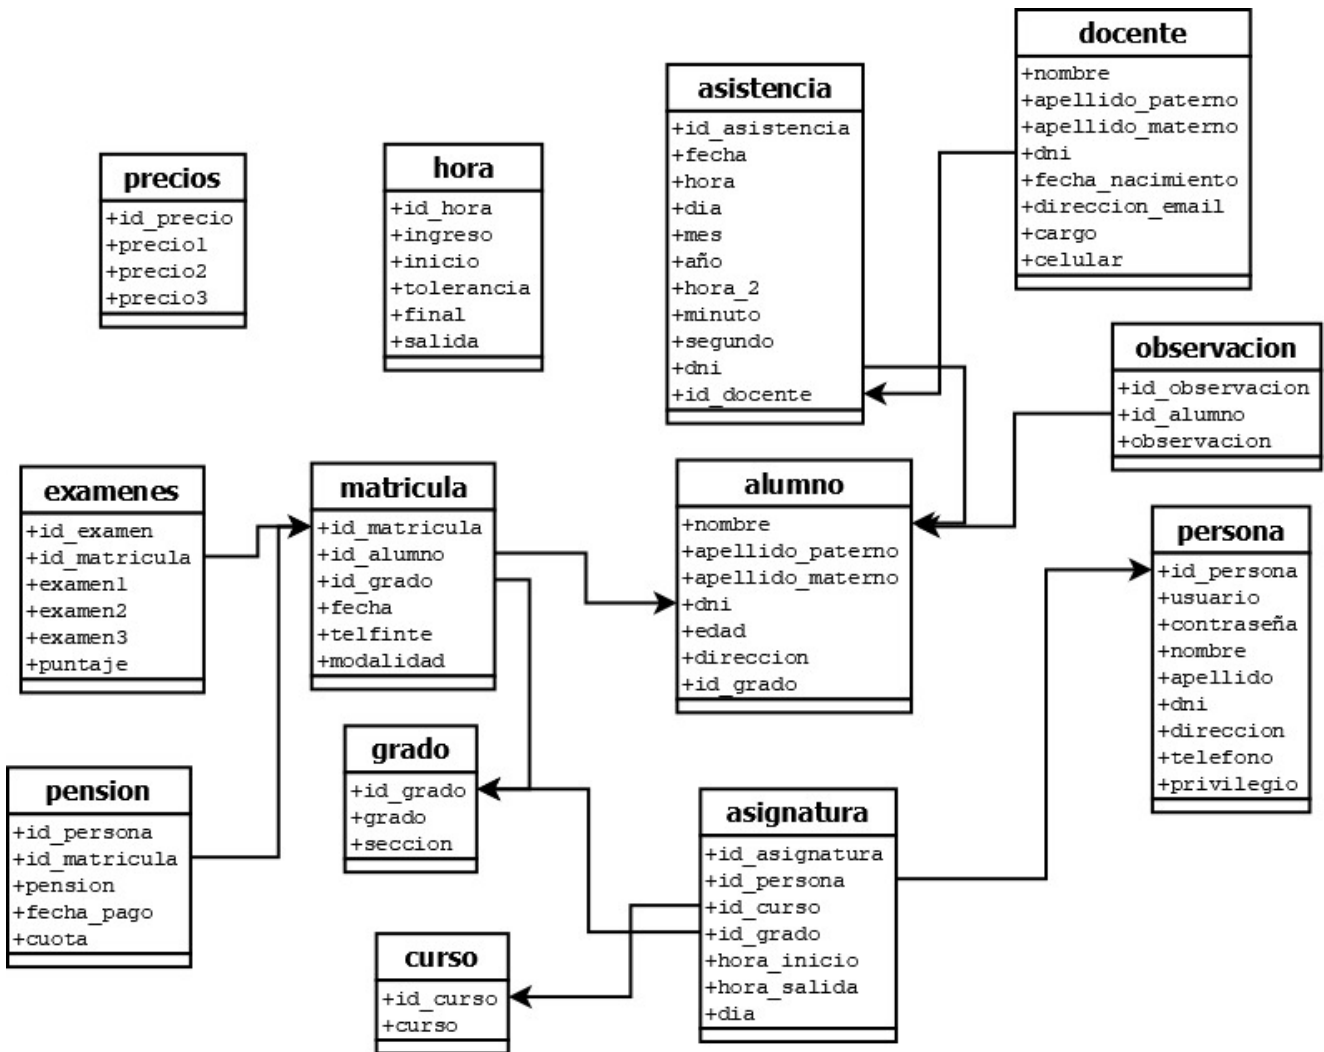 docente
+nombre
+apellido_paterno
+apellido_materno
+dni
+fecha_nacimiento
+direccion_email
+cargo
+celular
asistencia
+id_asistencia
+fecha
+hora
+dia
+mes
+año
+hora_2
+minuto
+segundo
+dni
+id_docente
precios
+id_precio
+precio1
+precio2
+precio3
hora
+id_hora
+ingreso
+inicio
+tolerancia
+final
+salida
observacion
+id_observacion
+id_alumno
+observacion
examenes
+id_examen
+id_matricula
+examen1
+examen2
+examen3
+puntaje
matricula
+id_matricula
+id_alumno
+id_grado
+fecha
+telfinte
+modalidad
alumno
+nombre
+apellido_paterno
+apellido_materno
+dni
+edad
+direccion
+id_grado
persona
+id_persona
+usuario
+contraseña
+nombre
+apellido
+dni
+direccion
+telefono
+privilegio
grado
+id_grado
+grado
+seccion
pension
+id_persona
+id_matricula
+pension
+fecha_pago
+cuota
asignatura
+id_asignatura
+id_persona
+id_curso
+id_grado
+hora_inicio
+hora_salida
+dia
curso
+id_curso
+curso